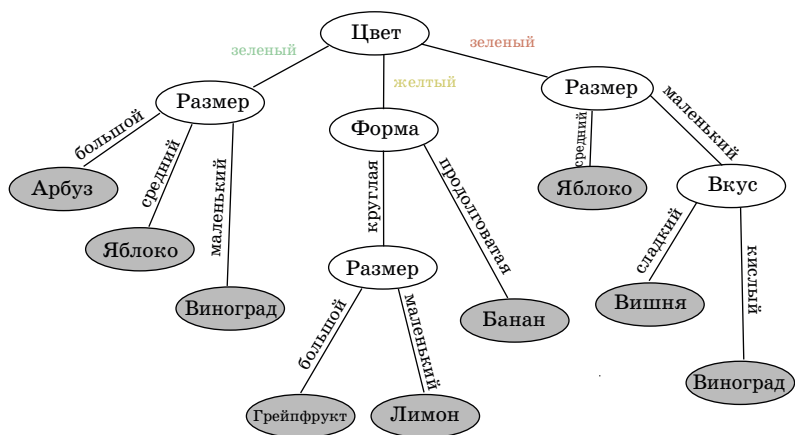 Цвет
зеленый
желтый
зеленый
Размер
Форма
Размер
большой
средний
маленький
круглая
продолговатая
средний
маленький
Арбуз
Яблоко
Виноград
Размер
Банан
Яблоко
Вкус
большой
маленький
сладкий
кислый
Грейпфрукт
Лимон
Вишня
Виноград